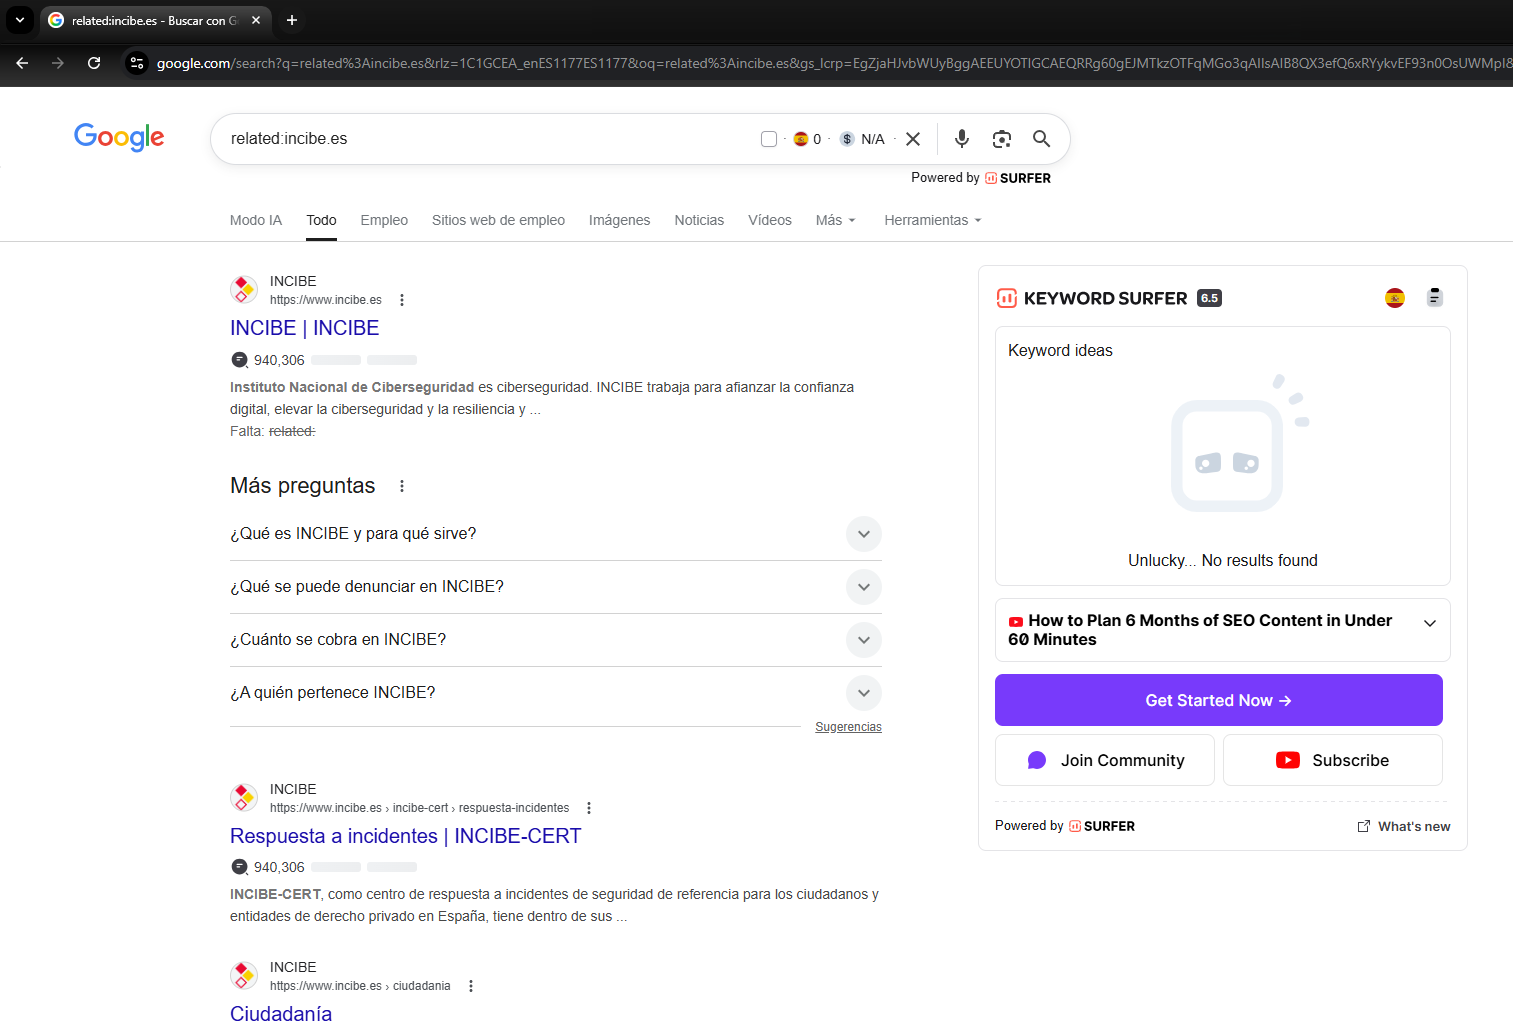 related:incibe.es - Buscar con G
google.com/search?q=related%3Aincibe.es&rlz=1C1GCEA_enES1177ES1177&oq=related%3Aincibe.es&gs_lcrp=EgZjaHJvbWUyBggAEEUYOTIGCAEQRRg60gEJMTkzOTFqMGo3qAIIsAIB8QX3efQ6xRYykvEF93n0OsUWMpI&
Google
related:incibe.es
0 · $ N/A ·
Powered by SURFER
Modo IA
Todo
Empleo
Sitios web de empleo
Imágenes
Noticias
Vídeos
Más
Herramientas
INCIBE
https://www.incibe.es
INCIBE | INCIBE
940,306
Instituto Nacional de Ciberseguridad es ciberseguridad. INCIBE trabaja para afianzar la confianza
digital, elevar la ciberseguridad y la resiliencia y ...
Falta: related:
Más preguntas
¿Qué es INCIBE y para qué sirve?
¿Qué se puede denunciar en INCIBE?
¿Cuánto se cobra en INCIBE?
¿A quién pertenece INCIBE?
Sugerencias
INCIBE
https://www.incibe.es › incibe-cert › respuesta-incidentes
Respuesta a incidentes | INCIBE-CERT
940,306
INCIBE-CERT, como centro de respuesta a incidentes de seguridad de referencia para los ciudadanos y
entidades de derecho privado en España, tiene dentro de sus ...
INCIBE
https://www.incibe.es › ciudadania
Ciudadanía
KEYWORD SURFER 6.5
Keyword ideas
Unlucky... No results found
How to Plan 6 Months of SEO Content in Under
60 Minutes
Get Started Now →
Join Community
Subscribe
Powered by SURFER
What's new